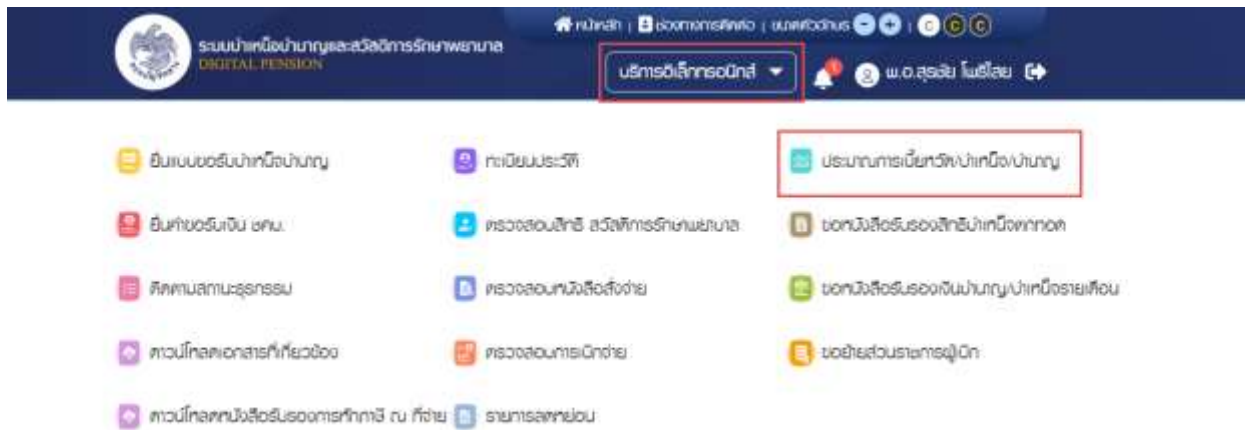 หน้าหลัก | ช่องทางการติดต่อ | ขนาดตัวอักษร - + | C C C
ระบบบำเหน็จบำนาญและสวัสดิการรักษาพยาบาล
DIGITAL PENSION
บริการอิเล็กทรอนิกส์
พ.อ.สุรชัย โพธิไสย
ยื่นแบบขอรับบำเหน็จบำนาญ
ทะเบียนประวัติ
ประมาณการเบี้ยหวัด/บำเหน็จ/บำนาญ
ยื่นคำขอรับเงิน ชคบ.
ตรวจสอบสิทธิ สวัสดิการรักษาพยาบาล
ขอหนังสือรับรองสิทธิบำเหน็จตกทอด
ติดตามสถานะธุรกรรม
ตรวจสอบหนังสือสั่งจ่าย
ขอหนังสือรับรองเงินบำนาญ/บำเหน็จรายเดือน
ดาวน์โหลดเอกสารที่เกี่ยวข้อง
ตรวจสอบการเบิกจ่าย
ขอย้ายส่วนราชการผู้เบิก
ดาวน์โหลดหนังสือรับรองการหักภาษี ณ ที่จ่าย
รายการลดหย่อน